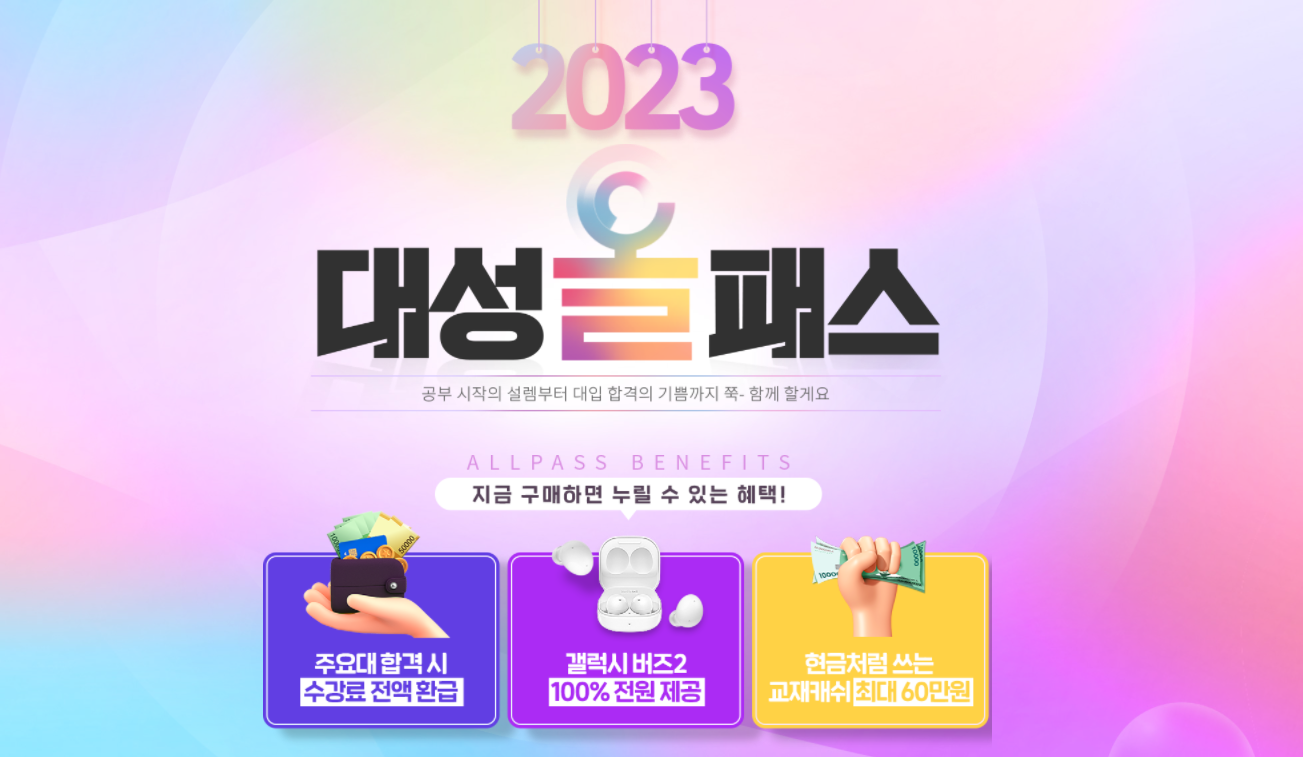 2023
대성올패스
공부 시작의 설렘부터 대입 합격의 기쁨까지 쭉- 함께 할게요
ALLPASS BENEFITS
지금 구매하면 누릴 수 있는 혜택!
주요대 합격 시
수강료 전액 환급
갤럭시 버즈2
100% 전원 제공
현금처럼 쓰는
교재캐쉬 최대 60만원